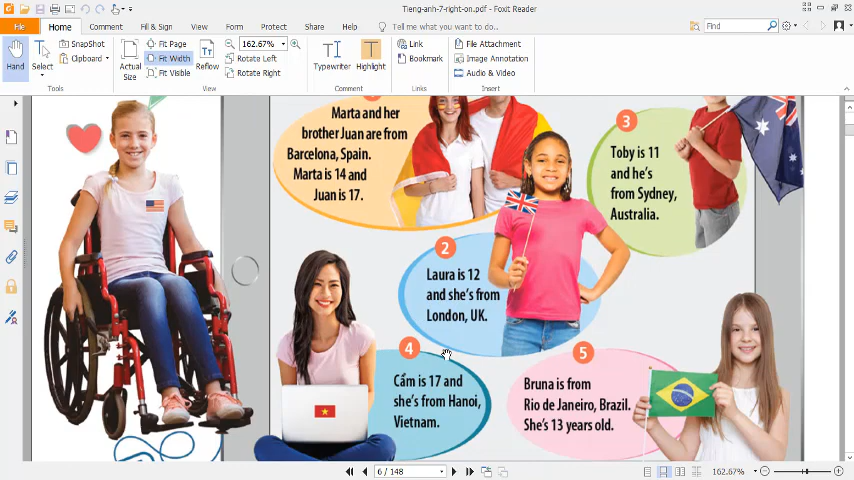 Tieng-anh-7-right-on.pdf - Foxit Reader
File Home Comment Fill & Sign View Form Protect Share Help Tell me what you want to do... Find
Hand
Select
SnapShot
Clipboard
Actual Size
Fit Page
Fit Width
Fit Visible
Reflow
162.67%
Rotate Left
Rotate Right
Typewriter
Highlight
Link
Bookmark
File Attachment
Image Annotation
Audio & Video
Tools View Comment Links Insert
Marta and her
brother Juan are from
Barcelona, Spain.
Marta is 14 and
Juan is 17.
2
Laura is 12
and she's from
London, UK.
3
Toby is 11
and he's
from Sydney,
Australia.
4
Cẩm is 17 and
she's from Hanoi,
Vietnam.
5
Bruna is from
Rio de Janeiro, Brazil.
She's 13 years old.
6 / 148
162.67%